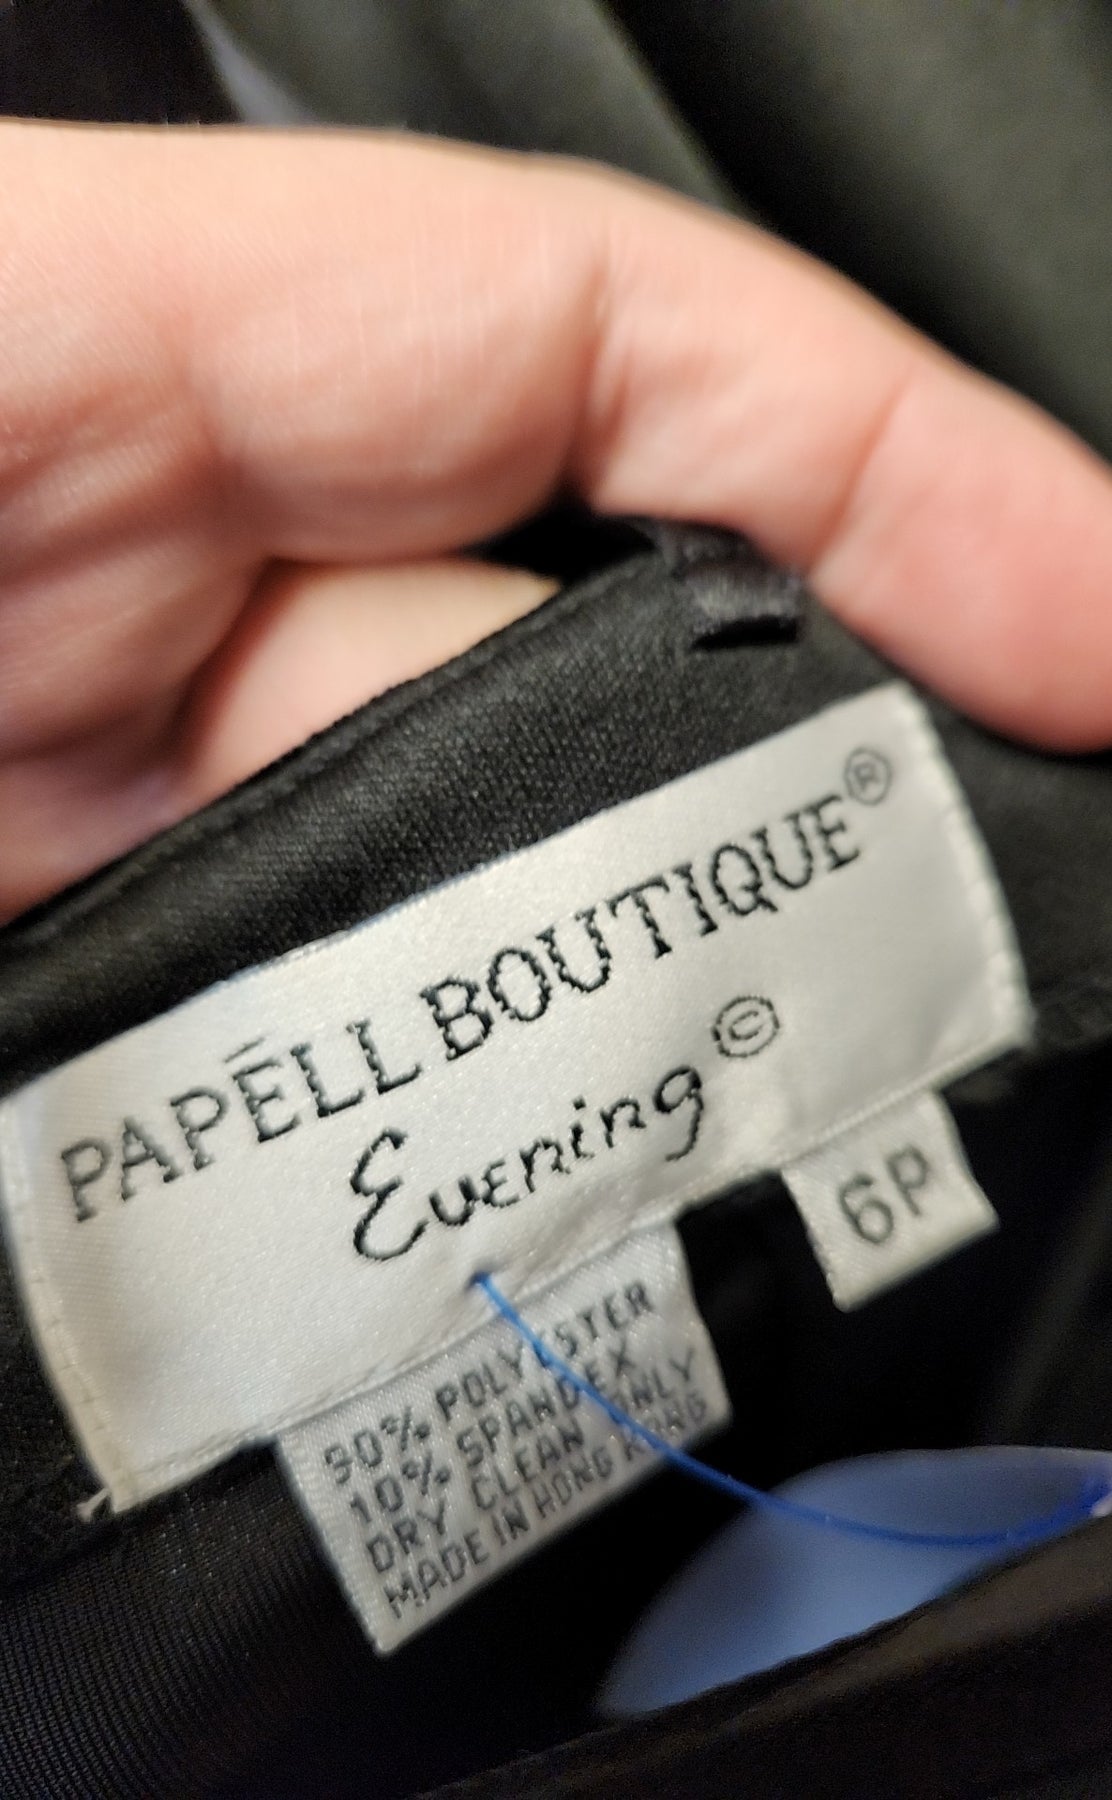 PAPĒLL BOUTIQUE®
Evening ©
6P
90% POLYESTER
10% SPANDEX
DRY CLEAN ONLY
MADE IN HONG KONG